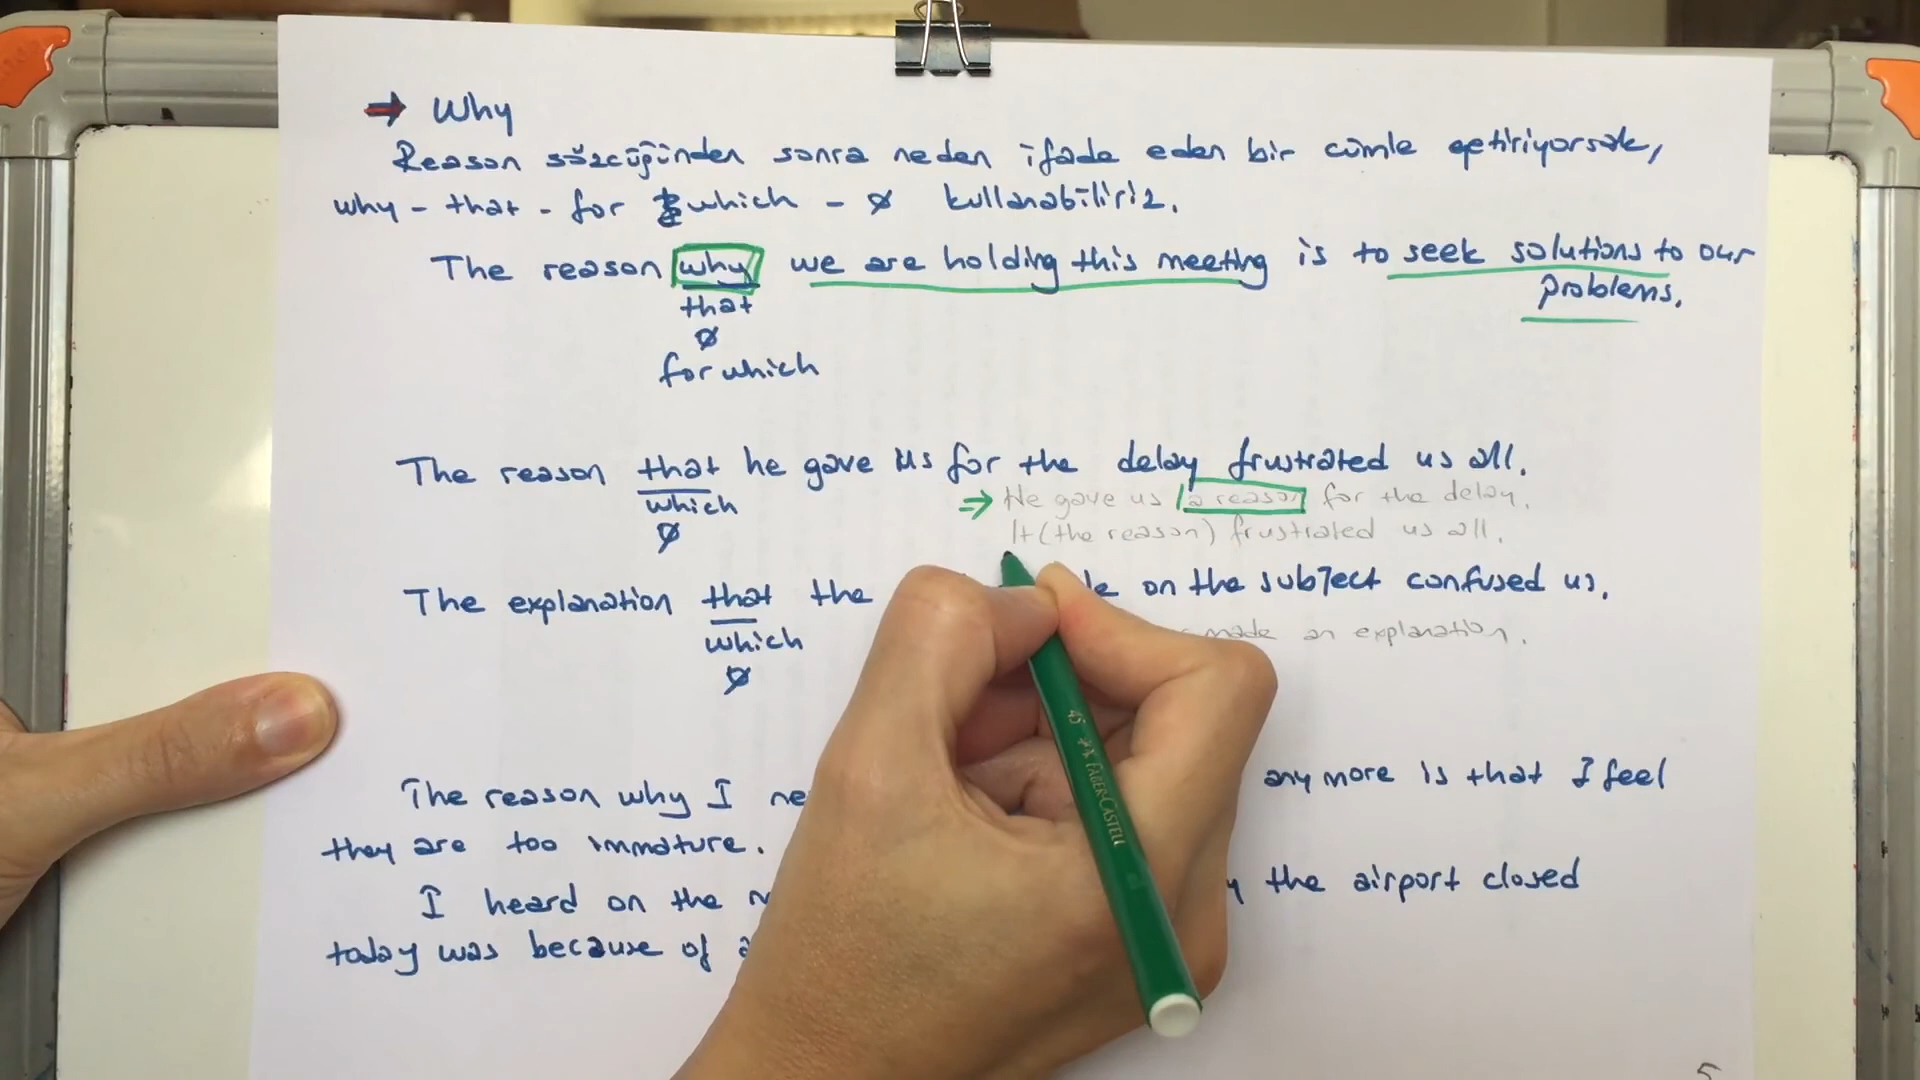 ⇒ Why
Reason sözcüğünden sonra neden ifade eden bir cümle getiriyorsak,
why - that - for which - Ø kullanabiliriz.
The reason why we are holding this meeting is to seek solutions to our
problems.
that
Ø
for which
The reason that he gave us for the delay frustrated us all.
which
→ He gave us a reason for the delay.
Ø
It (the reason) frustrated us all.
The explanation that the on the subject confused us.
which
made an explanation.
Ø
The reason why I any more is that I feel
they are too immature.
I heard on the the airport closed
today was because of
45 FABER-CASTELL
5